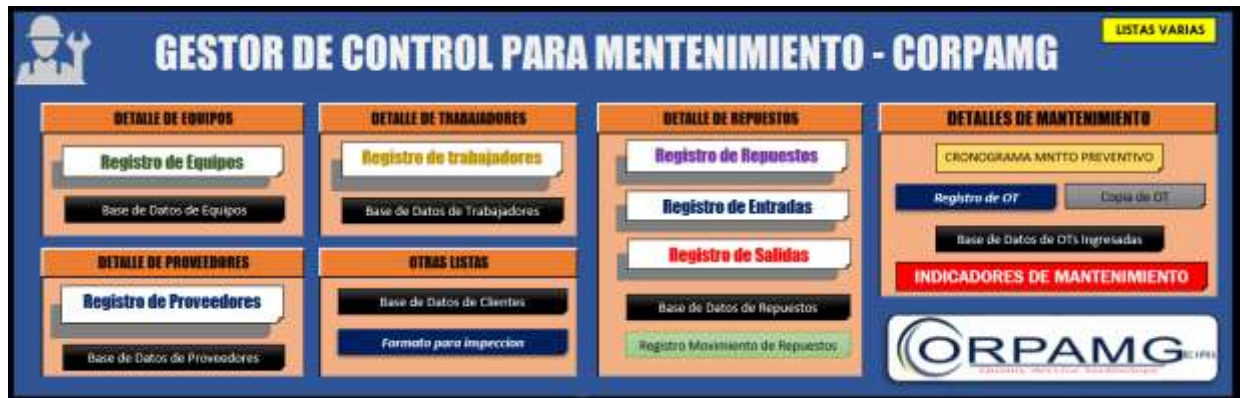 LISTAS VARIAS
GESTOR DE CONTROL PARA MENTENIMIENTO - CORPAMG
DETALLE DE EQUIPOS
Registro de Equipos
Base de Datos de Equipos
DETALLE DE PROVEEDORES
Registro de Proveedores
Base de Datos de Proveedores
DETALLE DE TRABAJADORES
Registro de trabajadores
Base de Datos de Trabajadores
OTRAS LISTAS
Base de Datos de Clientes
Formato para inspeccion
DETALLE DE REPUESTOS
Registro de Repuestos
Registro de Entradas
Registro de Salidas
Base de Datos de Repuestos
Registro Movimiento de Repuestos
DETALLES DE MANTENIMIENTO
CRONOGRAMA MNTTO PREVENTIVO
Registro de OT
Copia de OT
Base de Datos de OTs Ingresadas
INDICADORES DE MANTENIMIENTO
CORPAMG